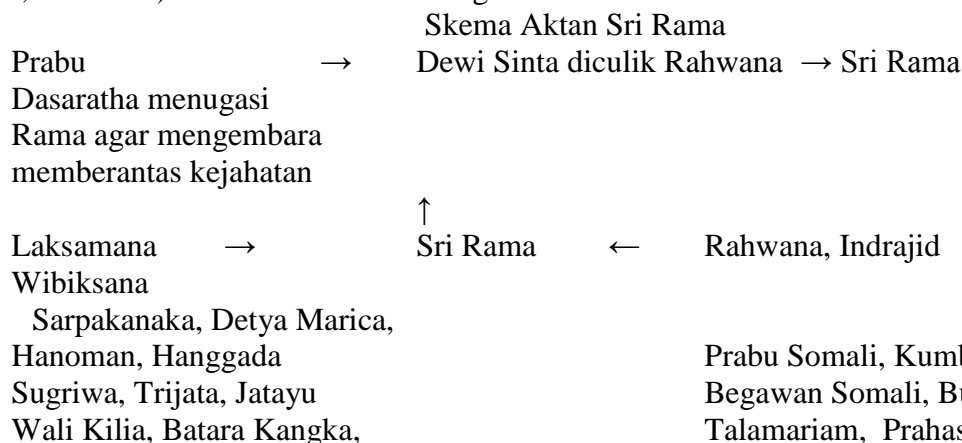 Skema Aktan Sri Rama
Prabu → Dewi Sinta diculik Rahwana → Sri Rama
Dasaratha menugasi
Rama agar mengembara
memberantas kejahatan
↑
Laksamana → Sri Rama ← Rahwana, Indrajid
Wibiksana
Sarpakanaka, Detya Marica,
Hanoman, Hanggada Prabu Somali,
Sugriwa, Trijata, Jatayu Begawan Somali,
Wali Kilia, Batara Kangka, Talamariam,